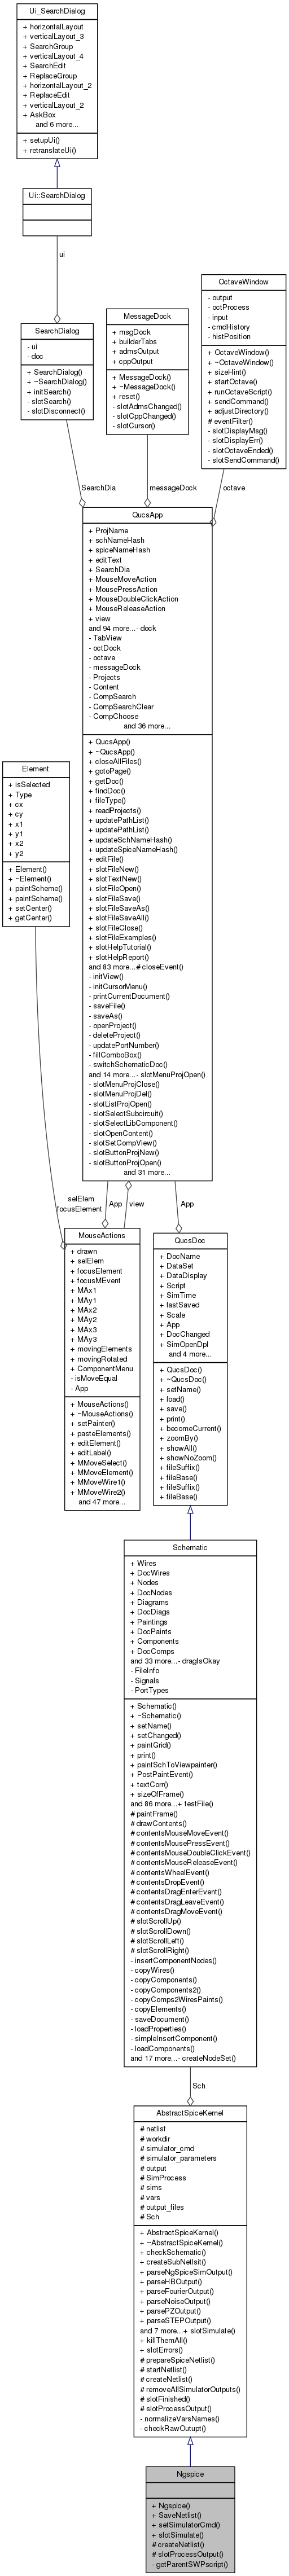 Ui_SearchDialog
+ horizontalLayout
+ verticalLayout_3
+ SearchGroup
+ verticalLayout_4
+ SearchEdit
+ ReplaceGroup
+ horizontalLayout_2
+ ReplaceEdit
+ verticalLayout_2
+ AskBox
and 6 more...
+ setupUi()
+ retranslateUi()
Ui::SearchDialog
ui
SearchDialog
- ui
- doc
+ SearchDialog()
+ ~SearchDialog()
+ initSearch()
- slotSearch()
- slotDisconnect()
MessageDock
+ msgDock
+ builderTabs
+ admsOutput
+ cppOutput
+ MessageDock()
+ ~MessageDock()
+ reset()
- slotAdmsChanged()
- slotCppChanged()
- slotCursor()
OctaveWindow
- output
- octProcess
- input
- cmdHistory
- histPosition
+ OctaveWindow()
+ ~OctaveWindow()
+ sizeHint()
+ startOctave()
+ runOctaveScript()
+ sendCommand()
+ adjustDirectory()
# eventFilter()
- slotDisplayMsg()
- slotDisplayErr()
- slotOctaveEnded()
- slotSendCommand()
SearchDia
messageDock
octave
QucsApp
+ ProjName
+ schNameHash
+ spiceNameHash
+ editText
+ SearchDia
+ MouseMoveAction
+ MousePressAction
+ MouseDoubleClickAction
+ MouseReleaseAction
+ view
and 94 more...- dock
- TabView
- octDock
- octave
- messageDock
- Projects
- Content
- CompSearch
- CompSearchClear
- CompChoose
and 36 more...
+ QucsApp()
+ ~QucsApp()
+ closeAllFiles()
+ gotoPage()
+ getDoc()
+ findDoc()
+ fileType()
+ readProjects()
+ updatePathList()
+ updatePathList()
+ updateSchNameHash()
+ updateSpiceNameHash()
+ editFile()
+ slotFileNew()
+ slotTextNew()
+ slotFileOpen()
+ slotFileSave()
+ slotFileSaveAs()
+ slotFileSaveAll()
+ slotFileClose()
+ slotFileExamples()
+ slotHelpTutorial()
+ slotHelpReport()
and 83 more...# closeEvent()
- initView()
- initCursorMenu()
- printCurrentDocument()
- saveFile()
- saveAs()
- openProject()
- deleteProject()
- updatePortNumber()
- fillComboBox()
- switchSchematicDoc()
and 14 more...- slotMenuProjOpen()
- slotMenuProjClose()
- slotMenuProjDel()
- slotListProjOpen()
- slotSelectSubcircuit()
- slotSelectLibComponent()
- slotOpenContent()
- slotSetCompView()
- slotButtonProjNew()
- slotButtonProjOpen()
and 31 more...
Element
+ isSelected
+ Type
+ cx
+ cy
+ x1
+ y1
+ x2
+ y2
+ Element()
+ ~Element()
+ paintScheme()
+ paintScheme()
+ setCenter()
+ getCenter()
selElem
focusElement
App
view
App
MouseActions
+ drawn
+ selElem
+ focusElement
+ focusMEvent
+ MAx1
+ MAy1
+ MAx2
+ MAy2
+ MAx3
+ MAy3
+ movingElements
+ movingRotated
+ ComponentMenu
- isMoveEqual
- App
+ MouseActions()
+ ~MouseActions()
+ setPainter()
+ pasteElements()
+ editElement()
+ editLabel()
+ MMoveSelect()
+ MMoveElement()
+ MMoveWire1()
+ MMoveWire2()
and 47 more...
QucsDoc
+ DocName
+ DataSet
+ DataDisplay
+ Script
+ SimTime
+ lastSaved
+ Scale
+ App
+ DocChanged
+ SimOpenDpl
and 4 more...
+ QucsDoc()
+ ~QucsDoc()
+ setName()
+ load()
+ save()
+ print()
+ becomeCurrent()
+ zoomBy()
+ showAll()
+ showNoZoom()
+ fileSuffix()
+ fileBase()
+ fileSuffix()
+ fileBase()
Schematic
+ Wires
+ DocWires
+ Nodes
+ DocNodes
+ Diagrams
+ DocDiags
+ Paintings
+ DocPaints
+ Components
+ DocComps
and 33 more...- dragIsOkay
- FileInfo
- Signals
- PortTypes
+ Schematic()
+ ~Schematic()
+ setName()
+ setChanged()
+ paintGrid()
+ print()
+ paintSchToViewpainter()
+ PostPaintEvent()
+ textCorr()
+ sizeOfFrame()
and 86 more...+ testFile()
# paintFrame()
# drawContents()
# contentsMouseMoveEvent()
# contentsMousePressEvent()
# contentsMouseDoubleClickEvent()
# contentsMouseReleaseEvent()
# contentsWheelEvent()
# contentsDropEvent()
# contentsDragEnterEvent()
# contentsDragLeaveEvent()
# contentsDragMoveEvent()
# slotScrollUp()
# slotScrollDown()
# slotScrollLeft()
# slotScrollRight()
- insertComponentNodes()
- copyWires()
- copyComponents()
- copyComponents2()
- copyComps2WiresPaints()
- copyElements()
- saveDocument()
- loadProperties()
- simpleInsertComponent()
- loadComponents()
and 17 more...- createNodeSet()
Sch
AbstractSpiceKernel
# netlist
# workdir
# simulator_cmd
# simulator_parameters
# output
# SimProcess
# sims
# vars
# output_files
# Sch
+ AbstractSpiceKernel()
+ ~AbstractSpiceKernel()
+ checkSchematic()
+ createSubNetlsit()
+ parseNgSpiceSimOutput()
+ parseHBOutput()
+ parseFourierOutput()
+ parseNoiseOutput()
+ parsePZOutput()
+ parseSTEPOutput()
and 7 more...+ slotSimulate()
+ killThemAll()
+ slotErrors()
# prepareSpiceNetlist()
# startNetlist()
# createNetlist()
# removeAllSimulatorOutputs()
# slotFinished()
# slotProcessOutput()
- normalizeVarsNames()
- checkRawOutupt()
Ngspice
+ Ngspice()
+ SaveNetlist()
+ setSimulatorCmd()
+ slotSimulate()
# createNetlist()
# slotProcessOutput()
- getParentSWPscript()